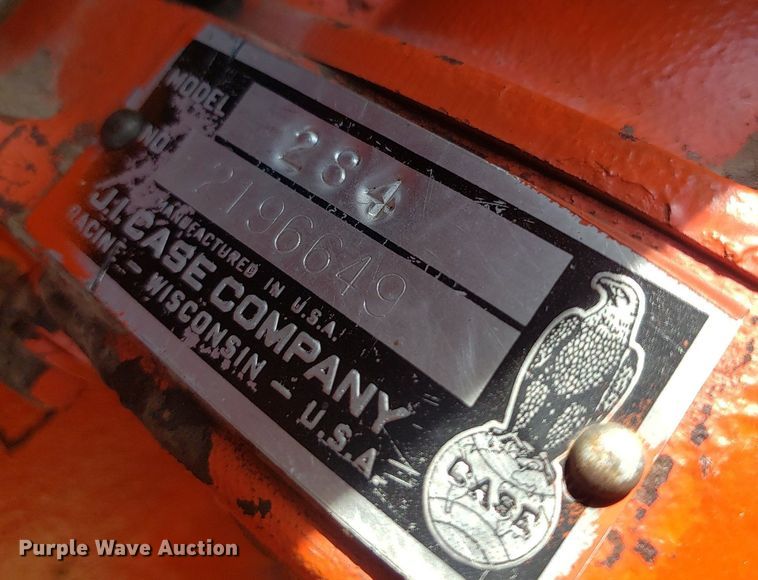 MODEL 284
NO. 2196649
MANUFACTURED IN U.S.A.
J.I. CASE COMPANY
RACINE - WISCONSIN - U.S.A.
CASE
Purple Wave Auction